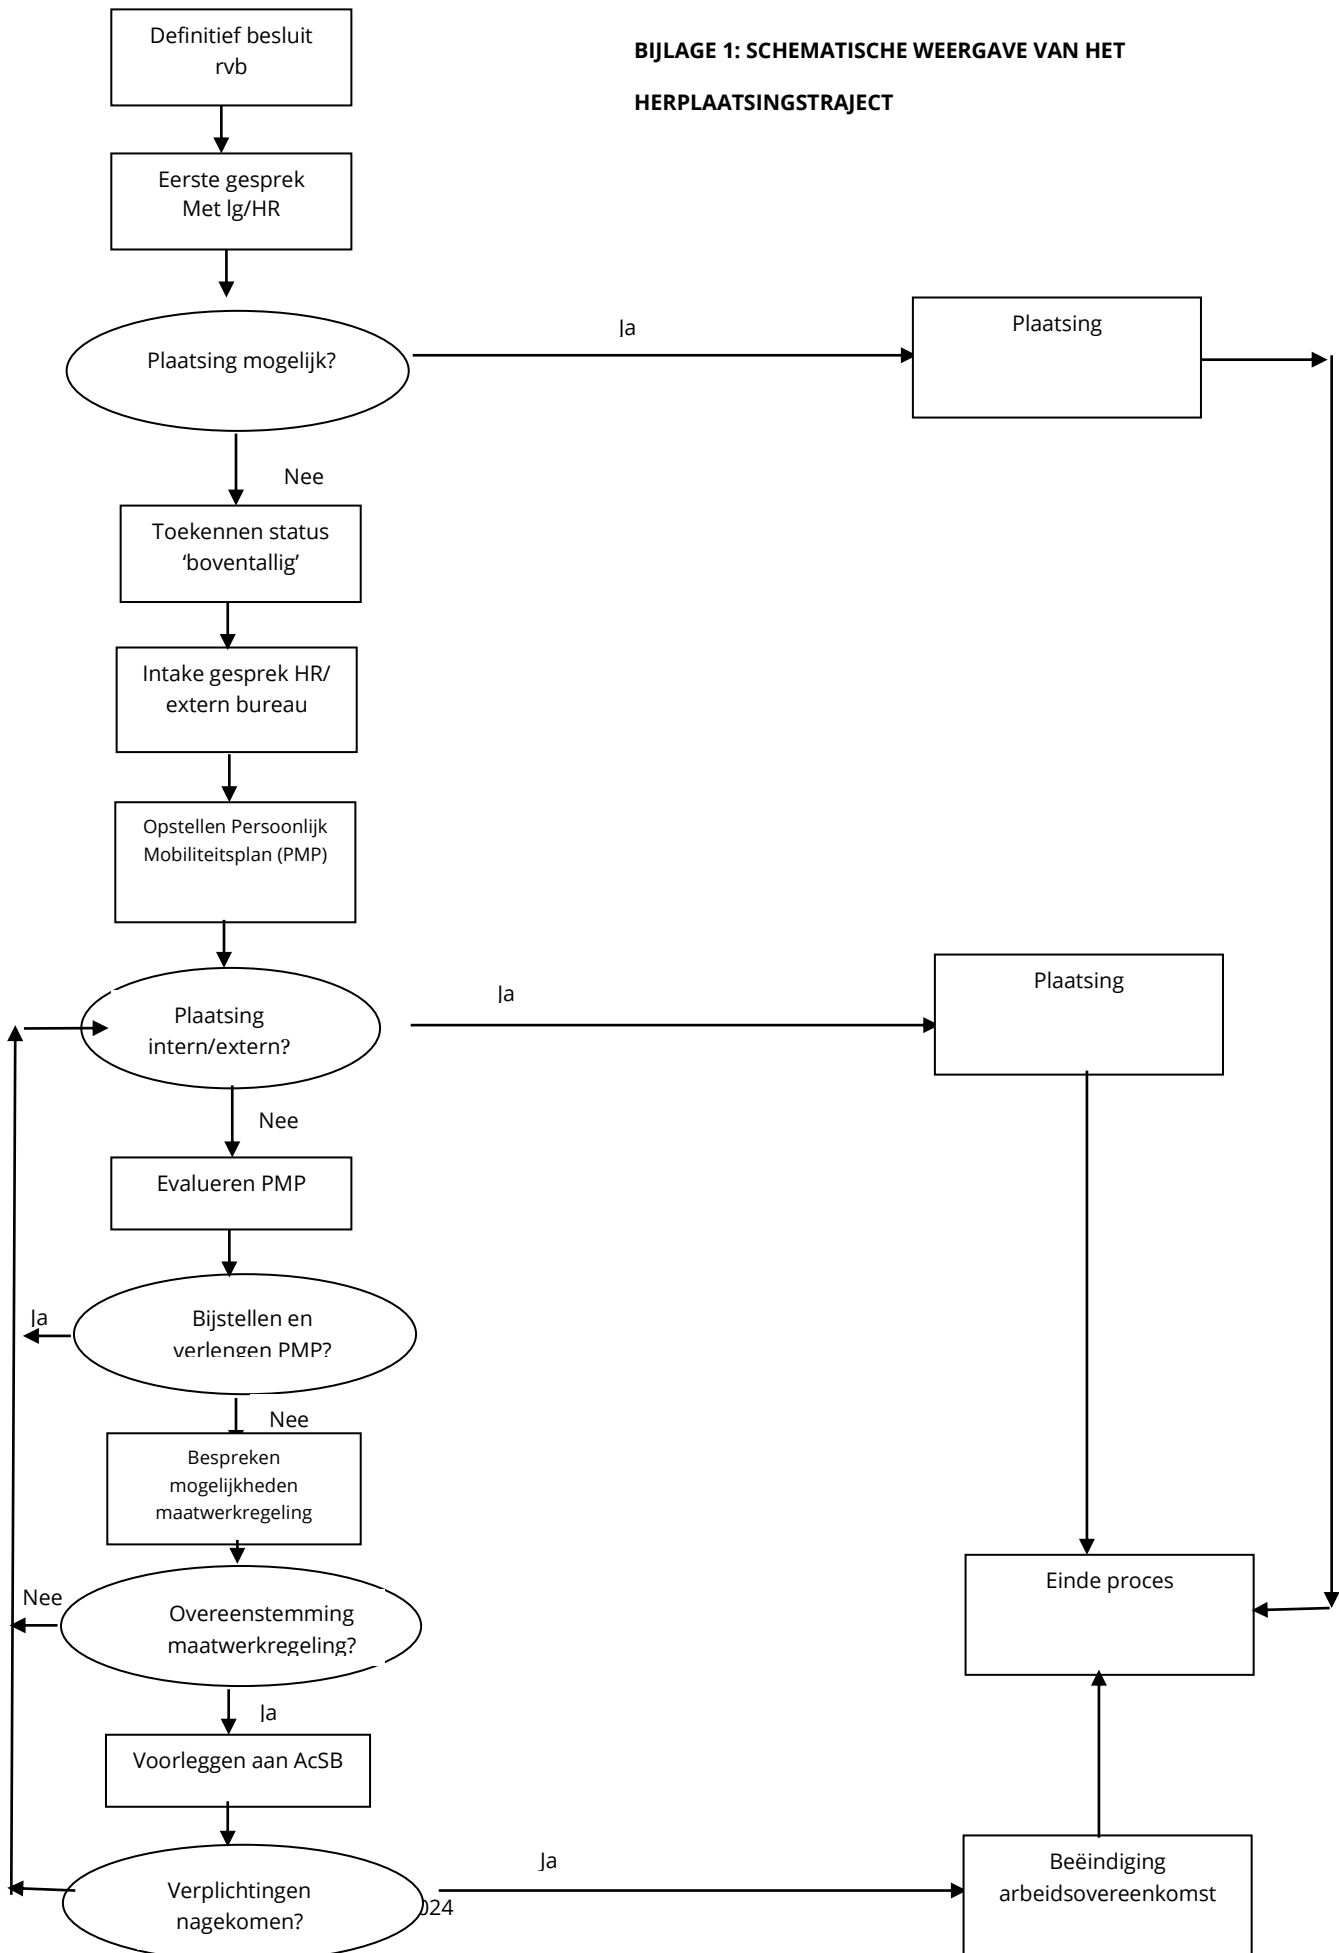 Definitief besluit
rvb
BIJLAGE 1: SCHEMATISCHE WEERGAVE VAN HET
HERPLAATSINGSTRAJECT
Eerste gesprek
Met lg/HR
Plaatsing mogelijk?
Ja
Plaatsing
Nee
Toekennen status
‘boventallig’
Intake gesprek HR/
extern bureau
Opstellen Persoonlijk
Mobiliteitsplan (PMP)
Plaatsing
intern/extern?
Ja
Plaatsing
Nee
Evalueren PMP
Bijstellen en
verlengen PMP?
Ja
Nee
Bespreken
mogelijkheden
maatwerkregeling
Overeenstemming
maatwerkregeling?
Nee
Einde proces
Ja
Voorleggen aan AcSB
Verplichtingen
nagekomen?
Ja
024
Beëindiging
arbeidsovereenkomst